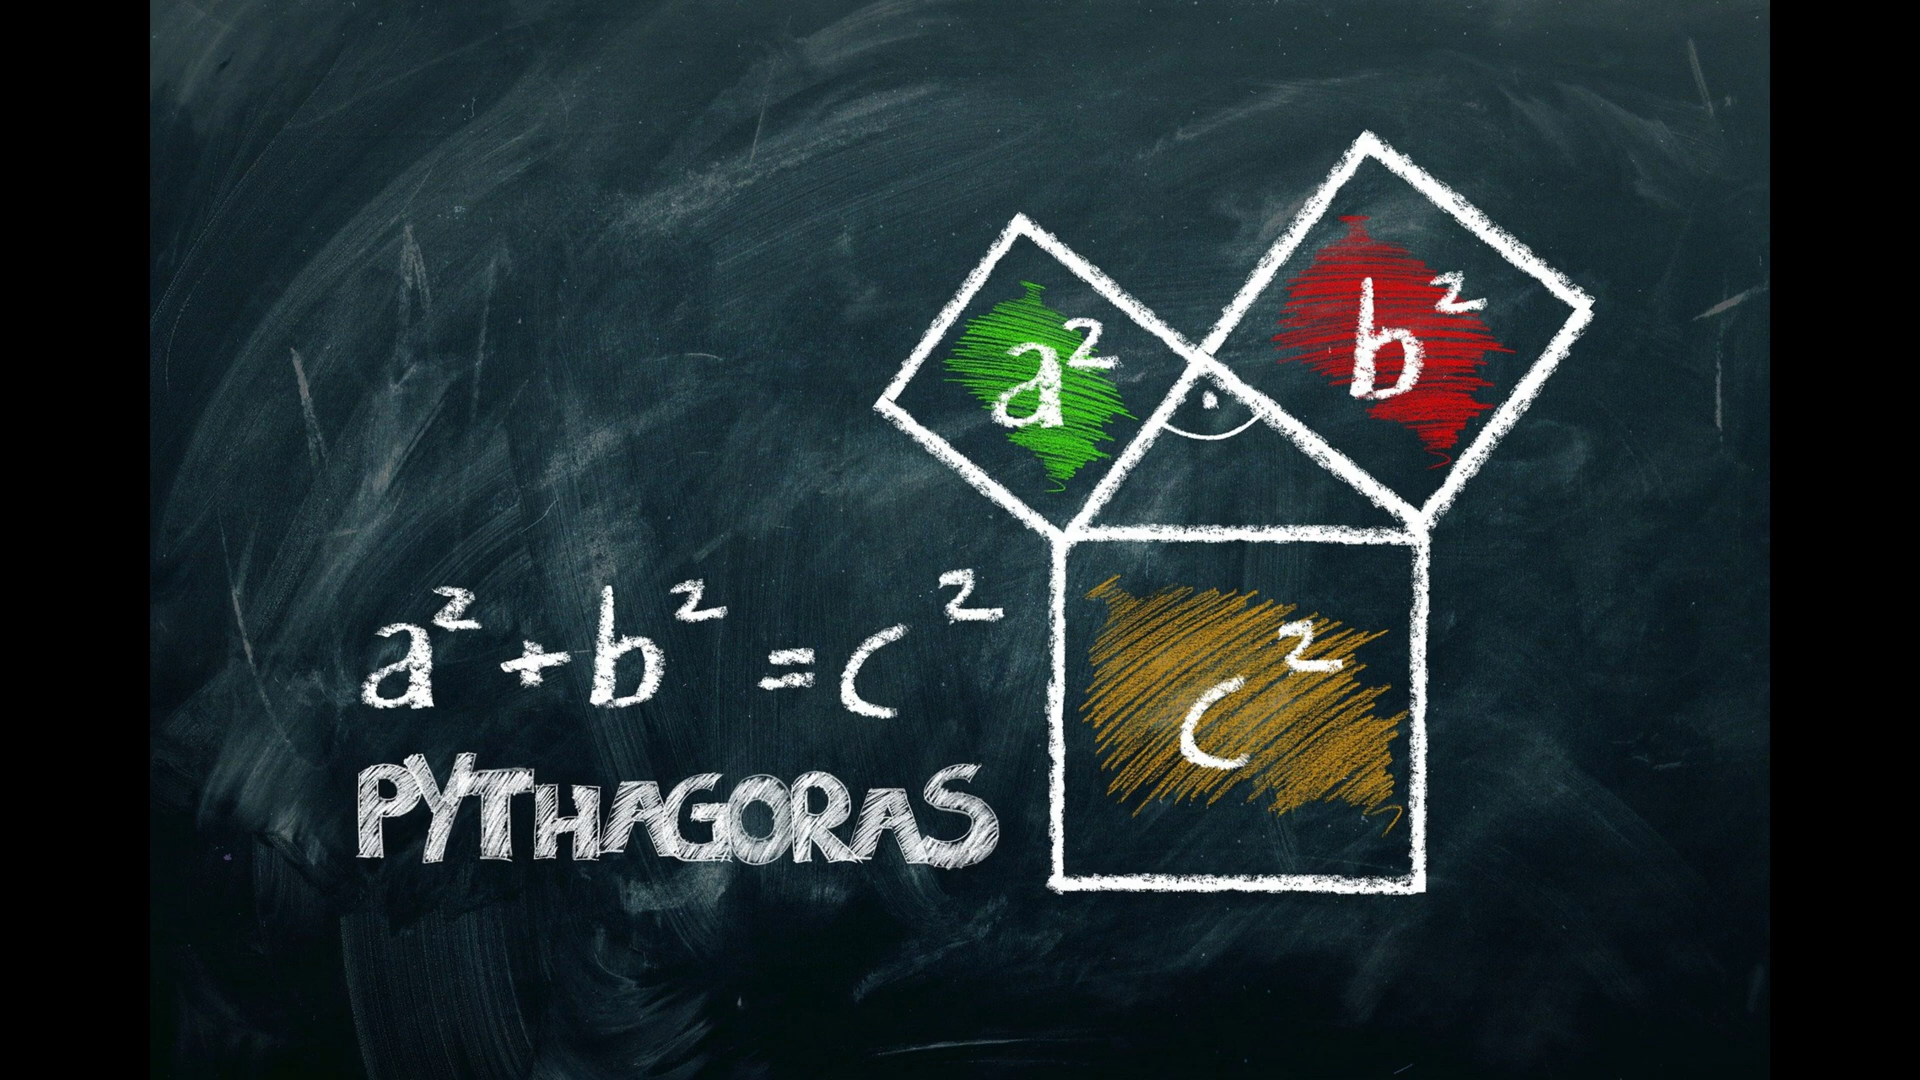 b²
a²
a² + b² = c²
c²
PYTHAGORAS